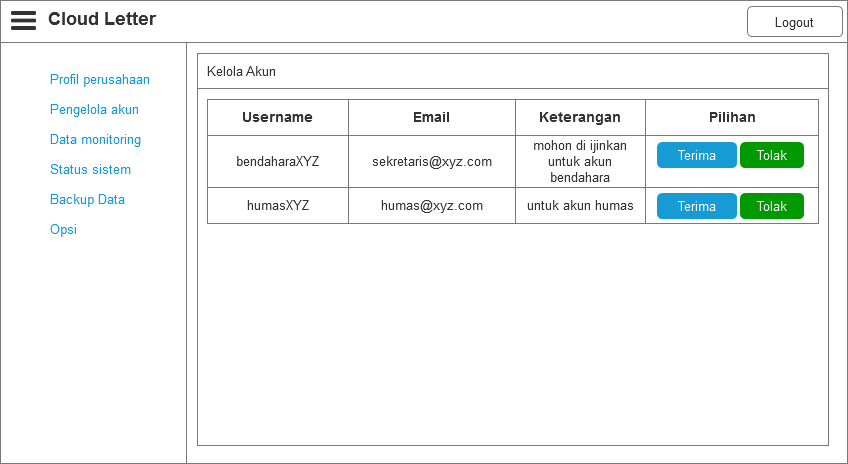 Cloud Letter
Logout
Profil perusahaan
Pengelola akun
Data monitoring
Status sistem
Backup Data
Opsi
Kelola Akun
Username Email Keterangan Pilihan
bendaharaXYZ sekretaris@xyz.com mohon di ijinkan
untuk akun
bendahara
Terima Tolak
humasXYZ humas@xyz.com untuk akun humas Terima Tolak